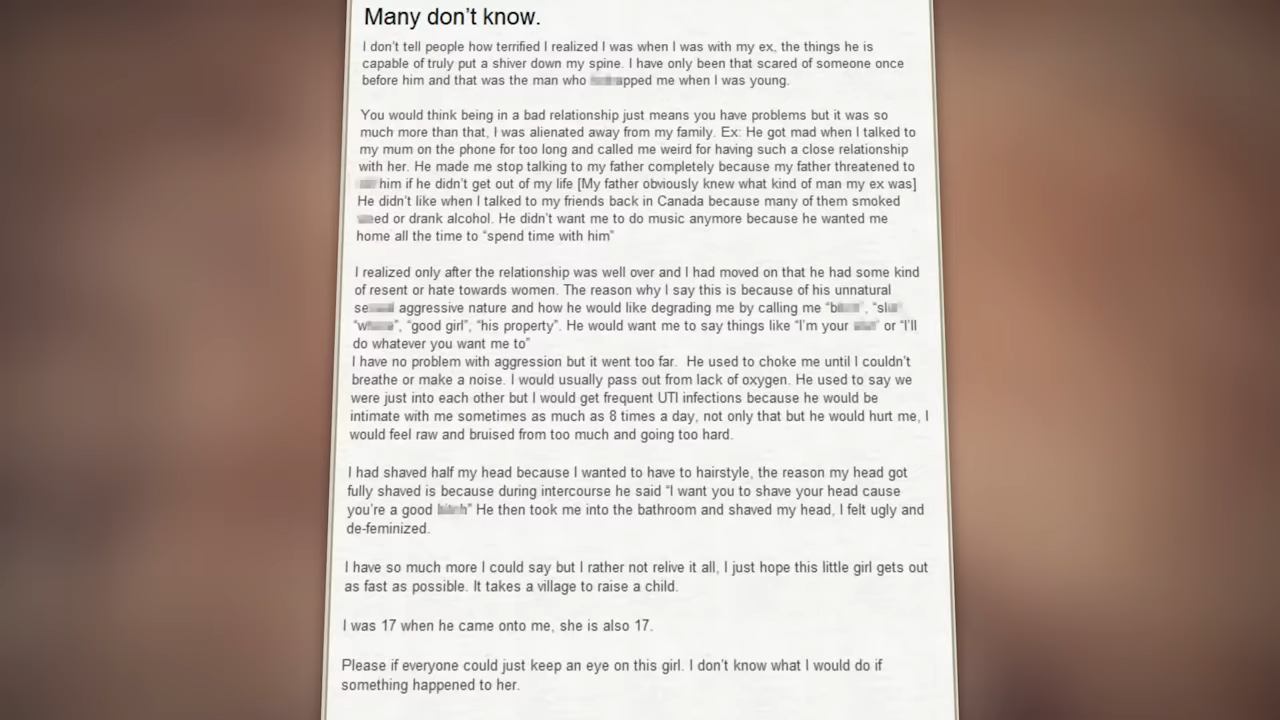 Many don't know.
I don't tell people how terrified I realized I was when I was with my ex, the things he is
capable of truly put a shiver down my spine. I have only been that scared of someone once
before him and that was the man who me when I was young.
You would think being in a bad relationship just means you have problems but it was so
much more than that, I was alienated away from my family. Ex: He got mad when I talked to
my mum on the phone for too long and called me weird for having such a close relationship
with her. He made me stop talking to my father completely because my father threatened to
him if he didn't get out of my life [My father obviously knew what kind of man my ex was]
He didn't like when I talked to my friends back in Canada because many of them smoked
or drank alcohol. He didn't want me to do music anymore because he wanted me
home all the time to “spend time with him”
I realized only after the relationship was well over and I had moved on that he had some kind
of resent or hate towards women. The reason why I say this is because of his unnatural
aggressive nature and how he would like degrading me by calling me
“good girl”, “his property”. He would want me to say things like “I'm your or “I'll
do whatever you want me to”
I have no problem with aggression but it went too far. He used to choke me until I couldn't
breathe or make a noise. I would usually pass out from lack of oxygen. He used to say we
were just into each other but I would get frequent UTI infections because he would be
intimate with me sometimes as much as 8 times a day, not only that but he would hurt me, I
would feel raw and bruised from too much and going too hard.
I had shaved half my head because I wanted to have to hairstyle, the reason my head got
fully shaved is because during intercourse he said “I want you to shave your head cause
you're a good He then took me into the bathroom and shaved my head, I felt ugly and
de-feminized.
I have so much more I could say but I rather not relive it all, I just hope this little girl gets out
as fast as possible. It takes a village to raise a child.
I was 17 when he came onto me, she is also 17.
Please if everyone could just keep an eye on this girl. I don't know what I would do if
something happened to her.